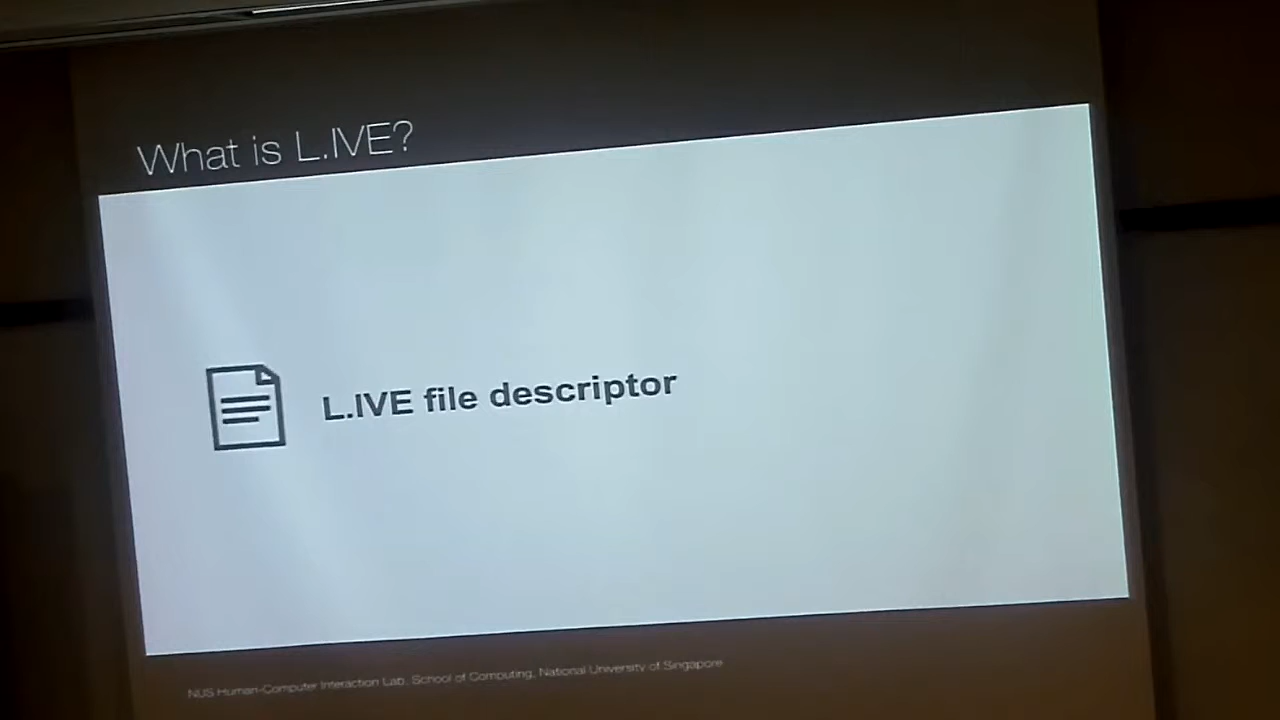 What is L.IVE?
L.IVE file descriptor
NUS Human-Computer Interaction Lab, School of Computing, National University of Singapore